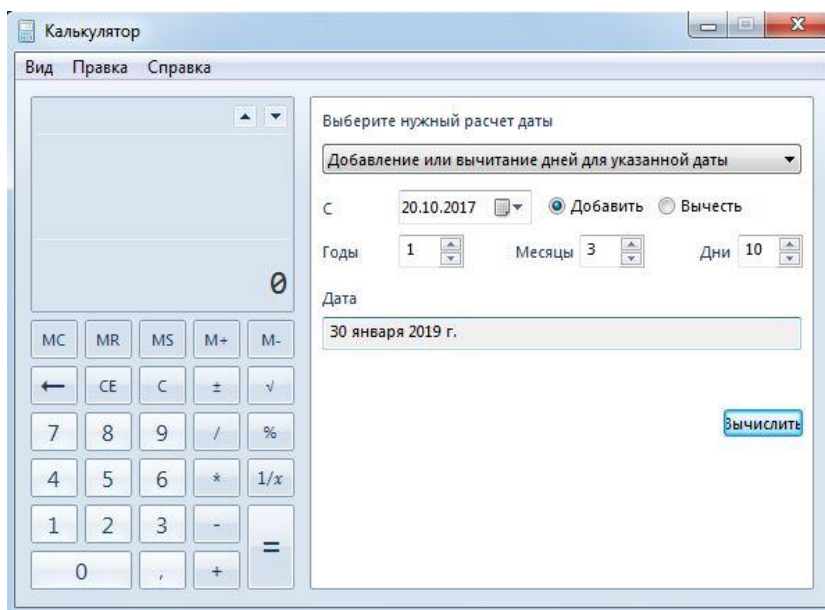 Калькулятор
Вид Правка Справка
0
MC MR MS M+ M-
← CE C ± √
7 8 9 / %
4 5 6 * 1/x
1 2 3 - =
0 , +
Выберите нужный расчет даты
Добавление или вычитание дней для указанной даты
С 20.10.2017 Добавить Вычесть
Годы 1 Месяцы 3 Дни 10
Дата
30 января 2019 г.
Вычислить